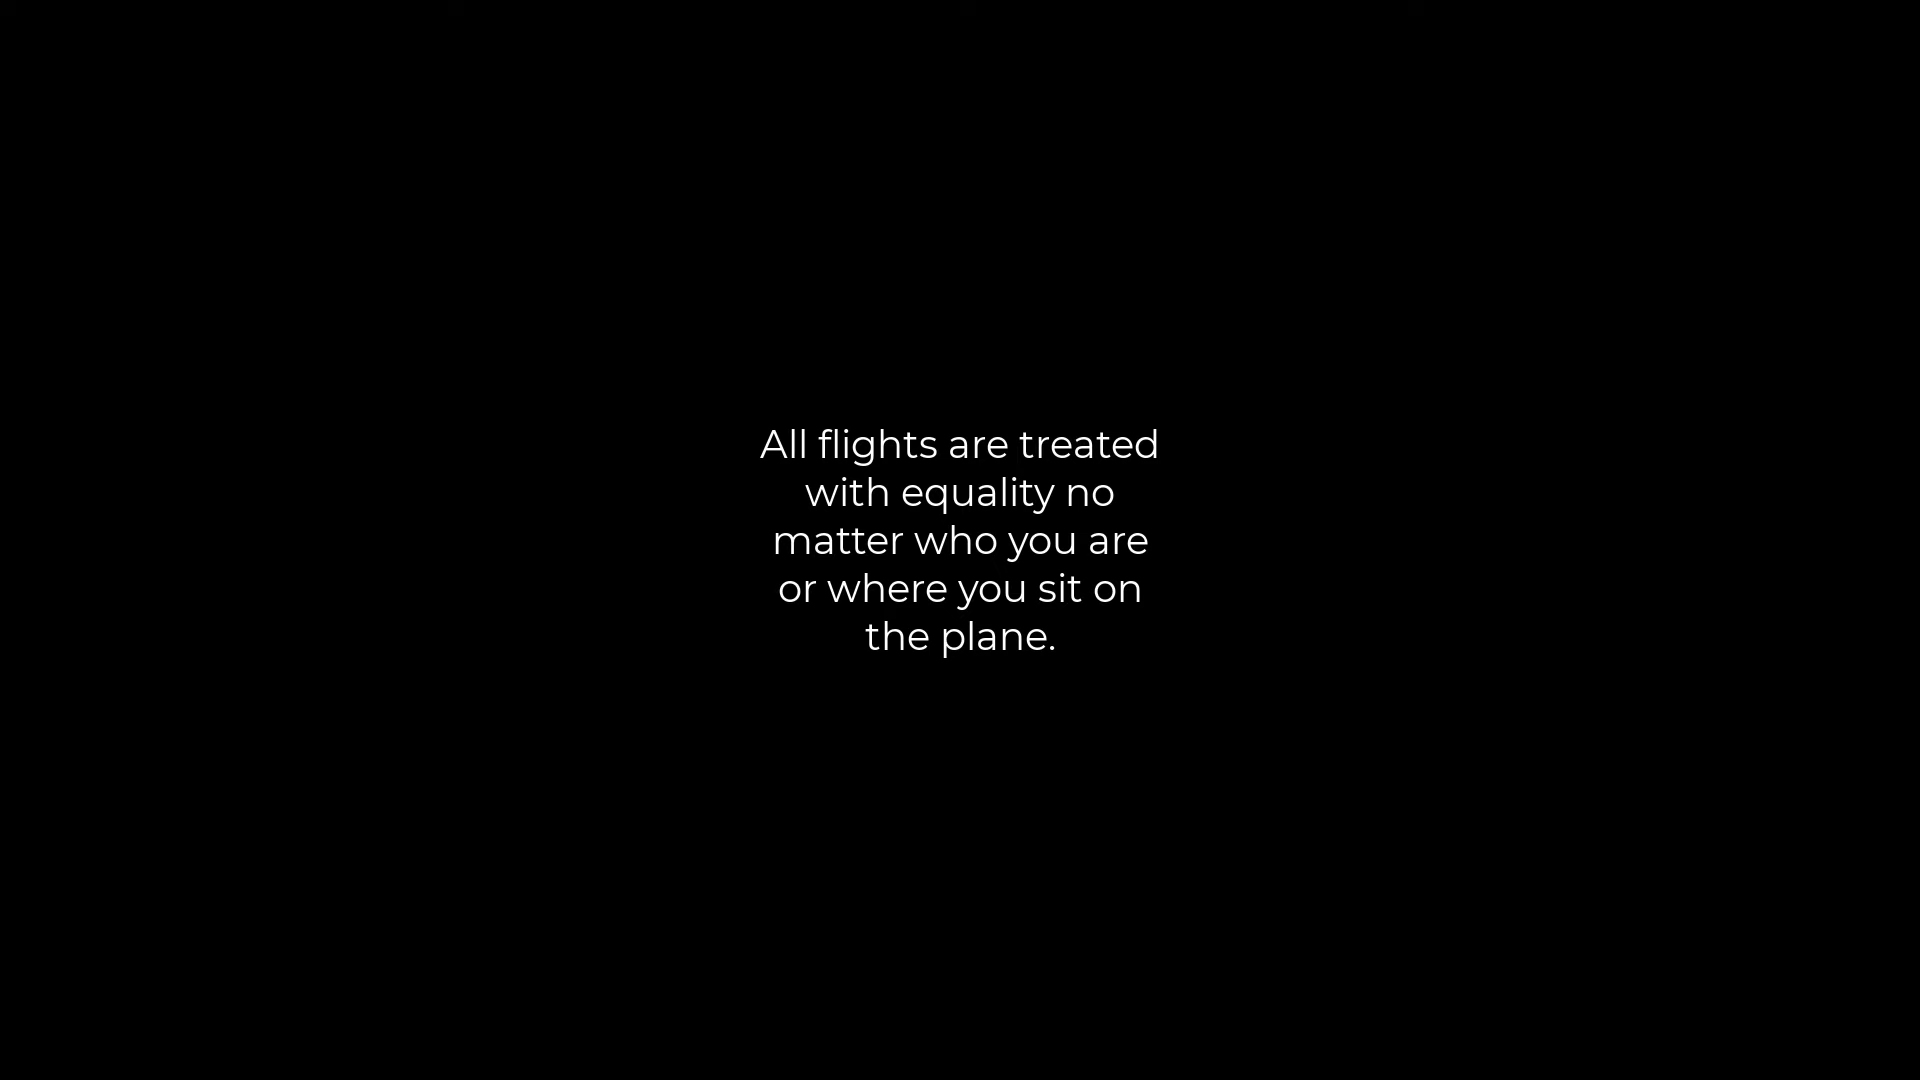 All flights are treated
with equality no
matter who you are
or where you sit on
the plane.